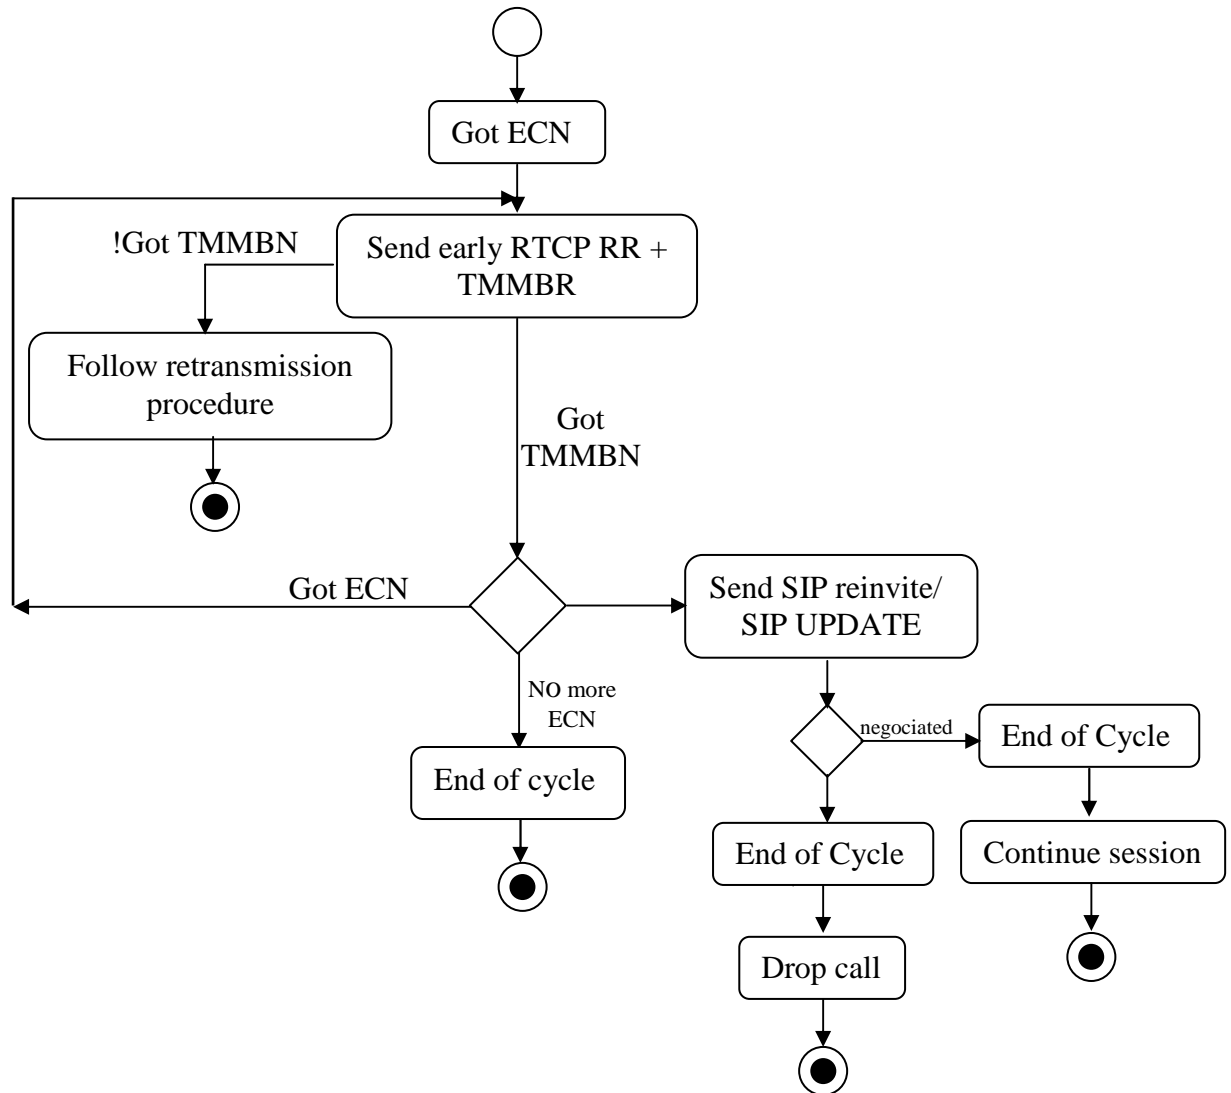 Got ECN
!Got TMMBN
Send early RTCP RR +
TMMBR
Follow retransmission
procedure
Got
TMMBN
Got ECN
Send SIP reinvite/
SIP UPDATE
No more
ECN
negociated
End of Cycle
End of cycle
End of Cycle
Continue session
Drop call